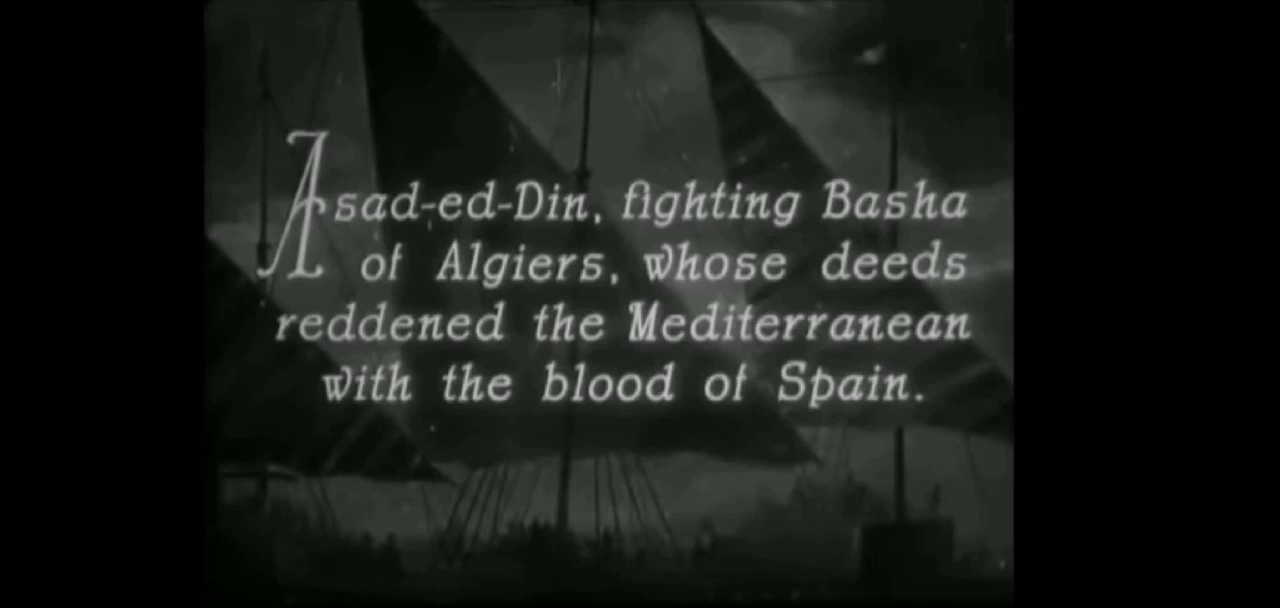 Asad-ed-Din, fighting Basha
of Algiers, whose deeds
reddened the Mediterranean
with the blood of Spain.